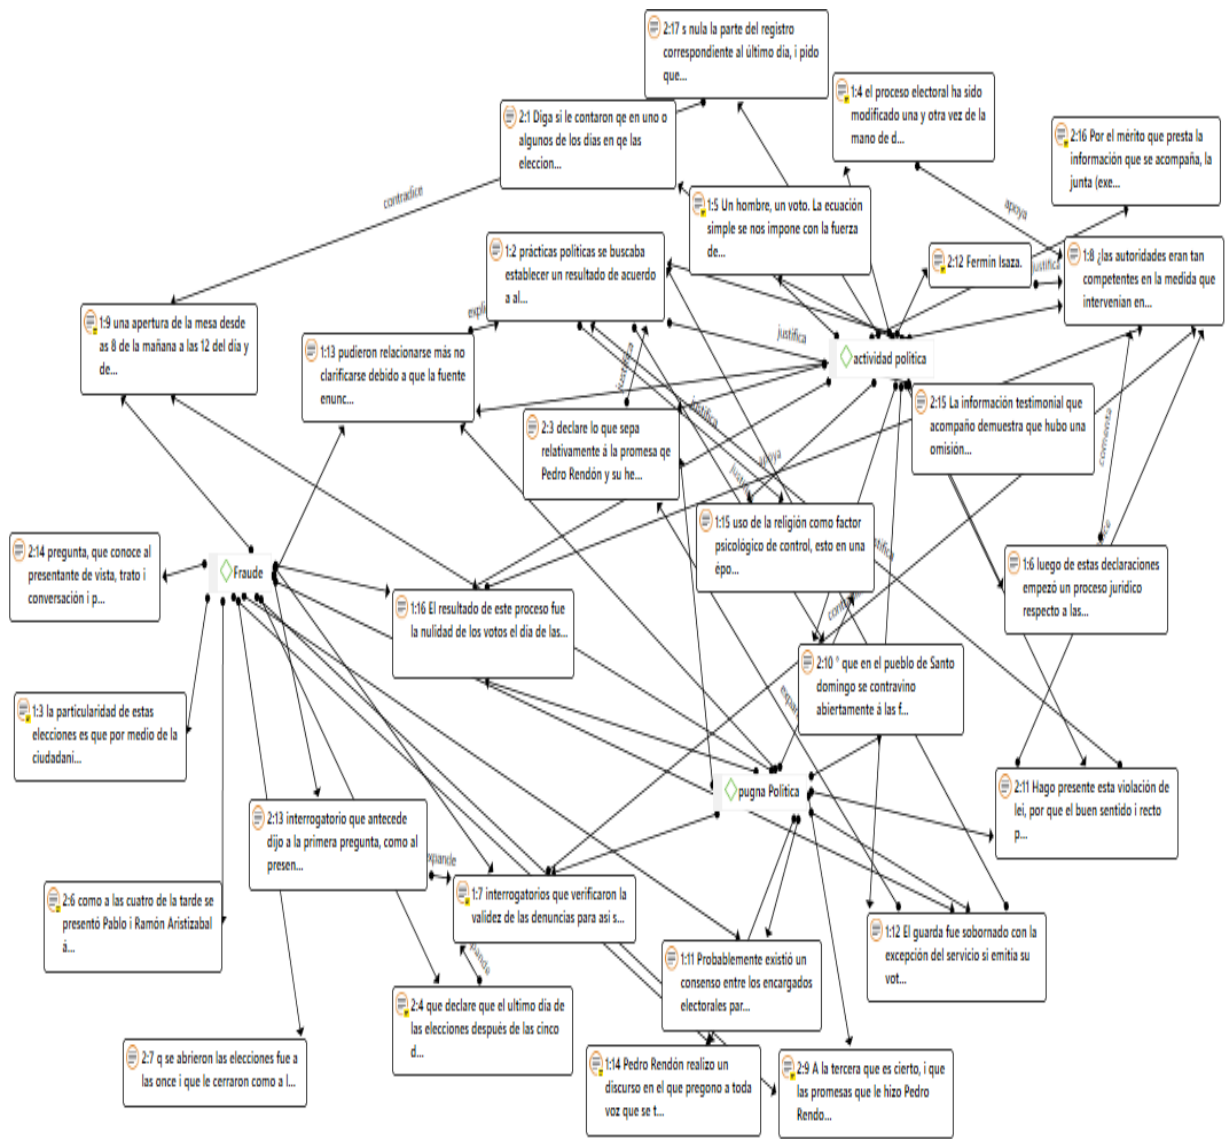 2:17 s nula la parte del registro
correspondiente al último dia, i pido
que...
1:4 el proceso electoral ha sido
modificado una y otra vez de la
mano de d...
2:1 Diga si le contaron qe en uno o
algunos de los dias en qe las
eleccion...
2:16 Por el mérito que presta la
información que se acompaña, la
junta (exe...
contradice
apoya
1:5 Un hombre, un voto. La ecuación
simple se nos impone con la fuerza
de...
1:2 prácticas políticas se buscaba
establecer un resultado de acuerdo
a al...
2:12 Fermin Isaza.
justifica
1:8 ¿las autoridades eran tan
competentes en la medida que
intervenian en...
1:9 una apertura de la mesa desde
as 8 de la mañana a las 12 del día y
de...
expli
1:13 pudieron relacionarse más no
clarificarse debido a que la fuente
enunc...
justifica
actividad política
justifica
2:15 La información testimonial que
acompaño demuestra que hubo una
omisión...
2:3 declare lo que sepa
relativamente á la promesa qe
Pedro Rendón y su he...
justifica
apoya
comenta
1:15 uso de la religión como factor
psicológico de control, esto en una
épo...
2:14 pregunta, que conoce al
presentante de vista, trato i
conversación i p...
Fraude
1:6 luego de estas declaraciones
empezó un proceso jurídico
respecto a las...
1:16 El resultado de este proceso fue
la nulidad de los votos el dia de las...
2:10 ° que en el pueblo de Santo
domingo se contravino
abiertamente á las f...
1:3 la particularidad de estas
elecciones es que por medio de la
ciudadani...
pugna Política
2:11 Hago presente esta violación de
lei, por que el buen sentido i recto
p...
2:13 interrogatorio que antecede
dijo a la primera pregunta, como al
presen...
xpande
1:7 interrogatorios que verificaron la
validez de las denuncias para asi s...
2:6 como a las cuatro de la tarde se
presentó Pablo i Ramón Aristizabal
á...
1:12 El guarda fue sobornado con la
excepción del servicio si emitia su
vot...
1:11 Probablemente existió un
consenso entre los encargados
electorales par...
2:4 que declare que el ultimo dia de
las elecciones después de las cinco
d...
2:7 q se abrieron las elecciones fue a
las once i que le cerraron como a l...
1:14 Pedro Rendón realizo un
discurso en el que pregono a toda
voz que se t...
2:9 A la tercera que es cierto, i que
las promesas que le hizo Pedro
Rendo...